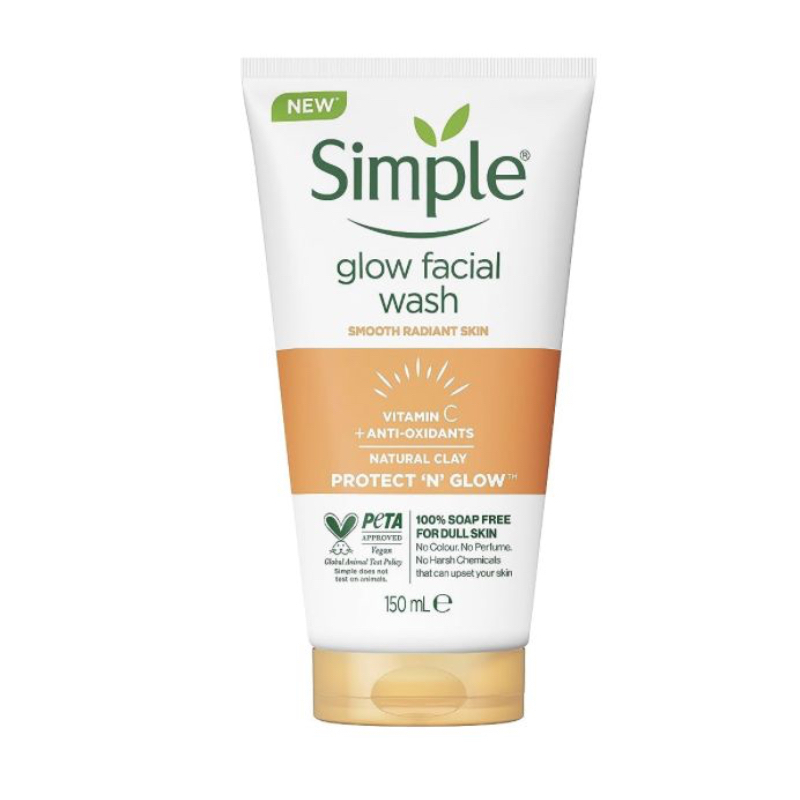 NEW*
Simple®
glow facial
wash
SMOOTH RADIANT SKIN
VITAMIN C
+ ANTI-OXIDANTS
NATURAL CLAY
PROTECT ‘N’ GLOW™
PETA
APPROVED
Vegan
Global Animal Test Policy
Simple does not
test on animals.
100% SOAP FREE
FOR DULL SKIN
No Colour. No Perfume.
No Harsh Chemicals
that can upset your skin
150 mL ℮